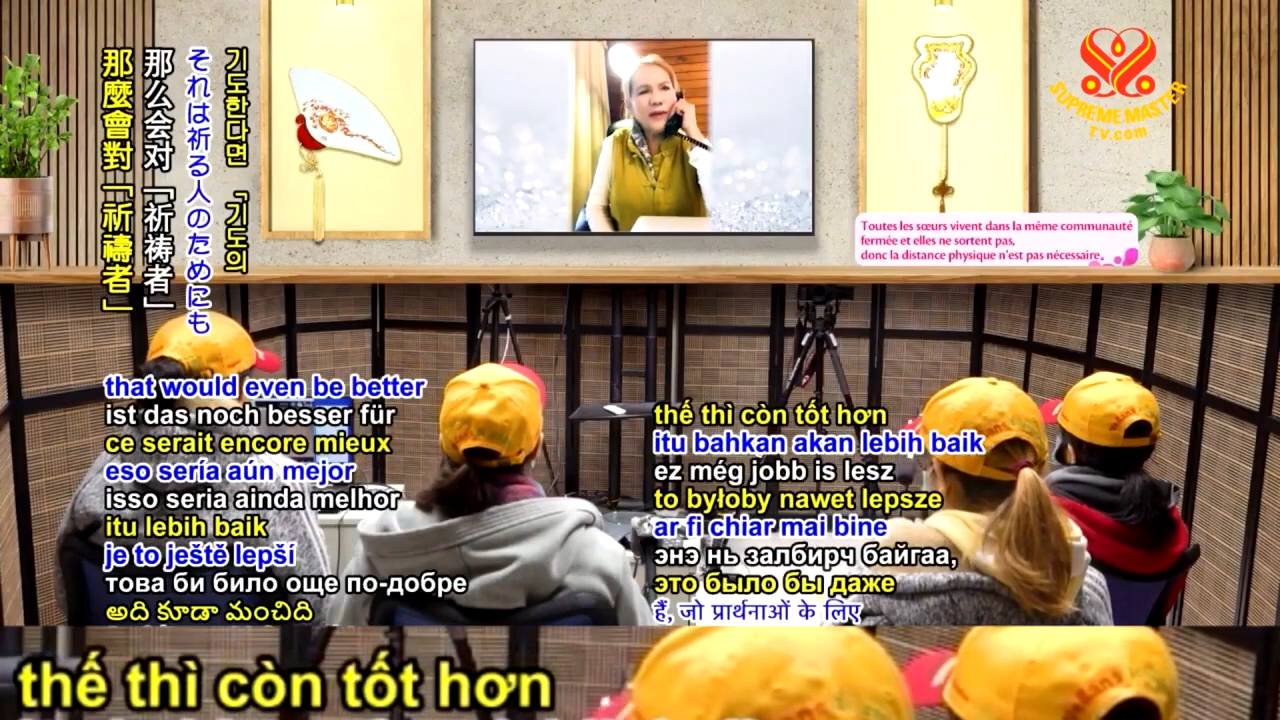 기도한다면 「기도의
それは祈る人のためにも
那么会对「祈祷者」
那麼會對「祈禱者」
SUPREME MASTER
TV.com
Toutes les sœurs vivent dans la même communauté
fermée et elles ne sortent pas,
donc la distance physique n'est pas nécessaire.
that would even be better
ist das noch besser für
ce serait encore mieux
eso sería aún mejor
isso seria ainda melhor
itu lebih baik
je to ještě lepší
това би било още по-добре
అది కూడా మంచిది
thế thì còn tốt hơn
itu bahkan akan lebih baik
ez még jobb is lesz
to byłoby nawet lepsze
ar fi chiar mai bine
энэ нь залбирч байгаа,
это было бы даже
हैं, जो प्रार्थनाओं के लिए
thế thì còn tốt hơn